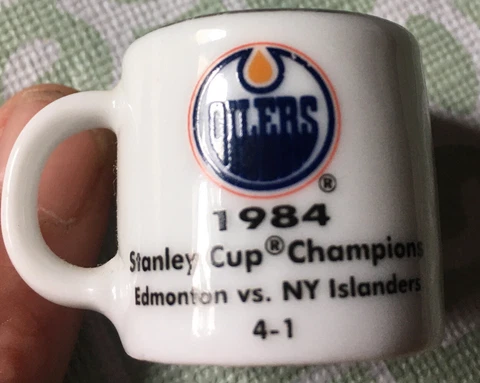 OILERS
®
1984
Stanley Cup® Champions
Edmonton vs. NY Islanders
4-1